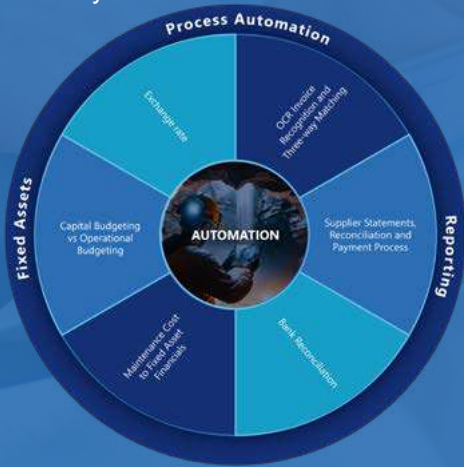 Process Automation
Exchange rate
OCR Invoice
Recognition and
Three-way Matching
Fixed Assets
Capital Budgeting
vs Operational
Budgeting
AUTOMATION
Supplier Statements,
Reconciliation and
Payment Process
Reporting
Maintenance Cost
to Fixed Asset
Financials
Bank Reconciliation